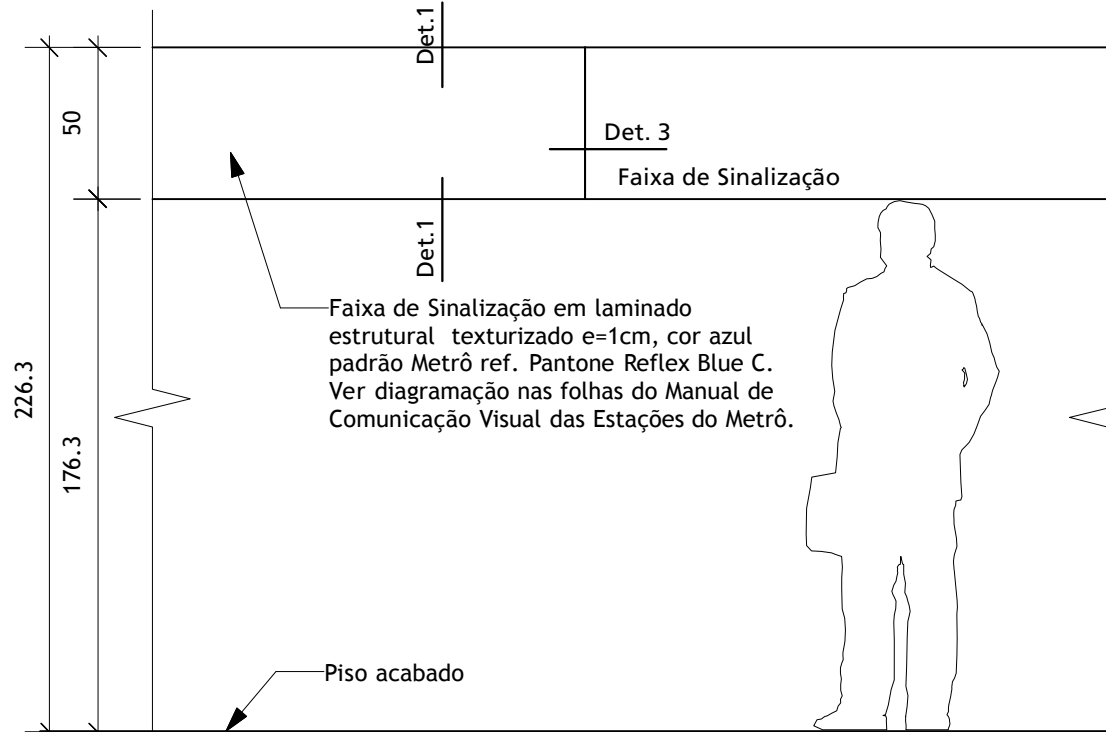 Det.1
50
Det. 3
Faixa de Sinalização
Det.1
Faixa de Sinalização em laminado
estrutural texturizado e=1cm, cor azul
padrão Metrô ref. Pantone Reflex Blue C.
Ver diagramação nas folhas do Manual de
Comunicação Visual das Estações do Metrô.
226.3
176.3
Piso acabado